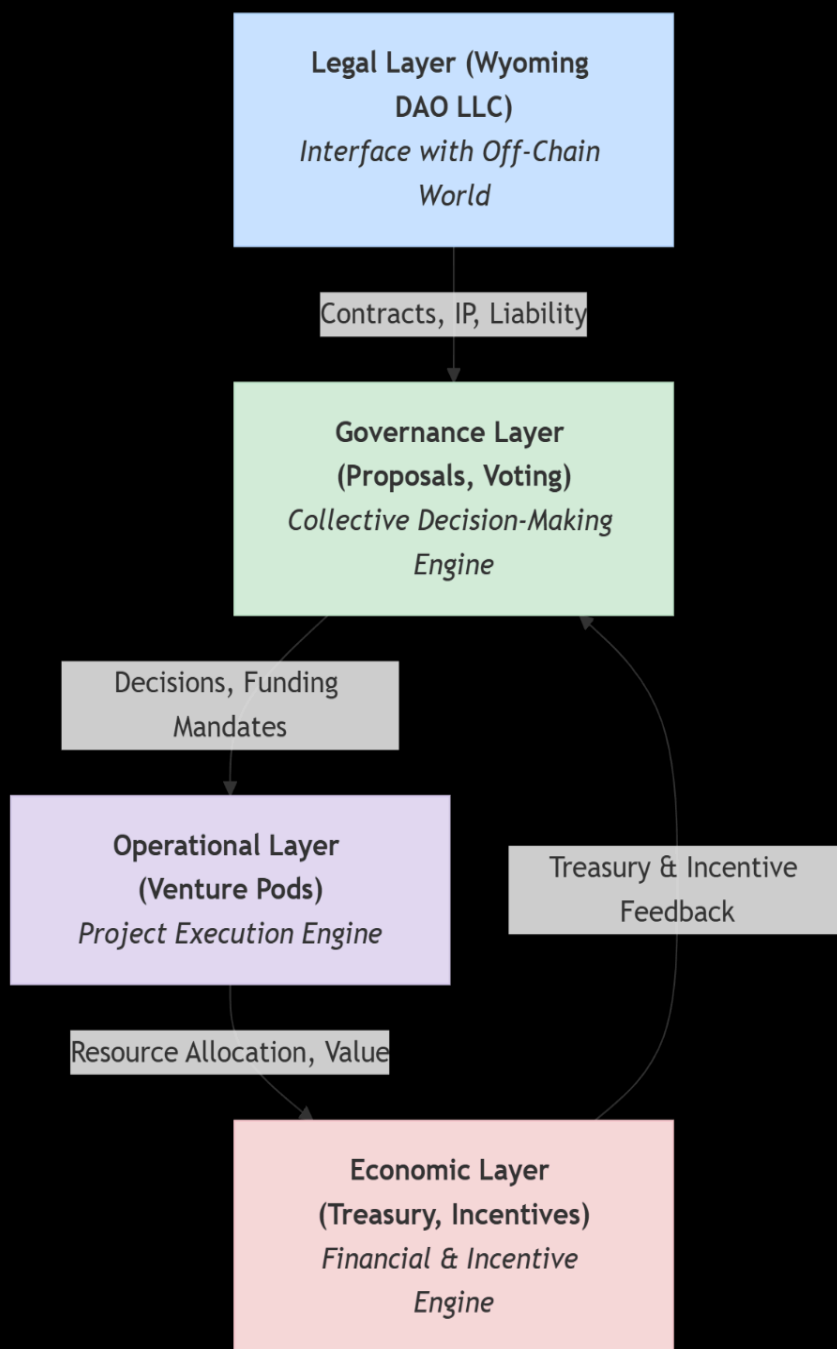 Legal Layer (Wyoming
DAO LLC)
Interface with Off-Chain
World
Contracts, IP, Liability
Governance Layer
(Proposals, Voting)
Collective Decision-Making
Engine
Decisions, Funding
Mandates
Operational Layer
(Venture Pods)
Project Execution Engine
Treasury & Incentive
Feedback
Resource Allocation, Value
Economic Layer
(Treasury, Incentives)
Financial & Incentive
Engine